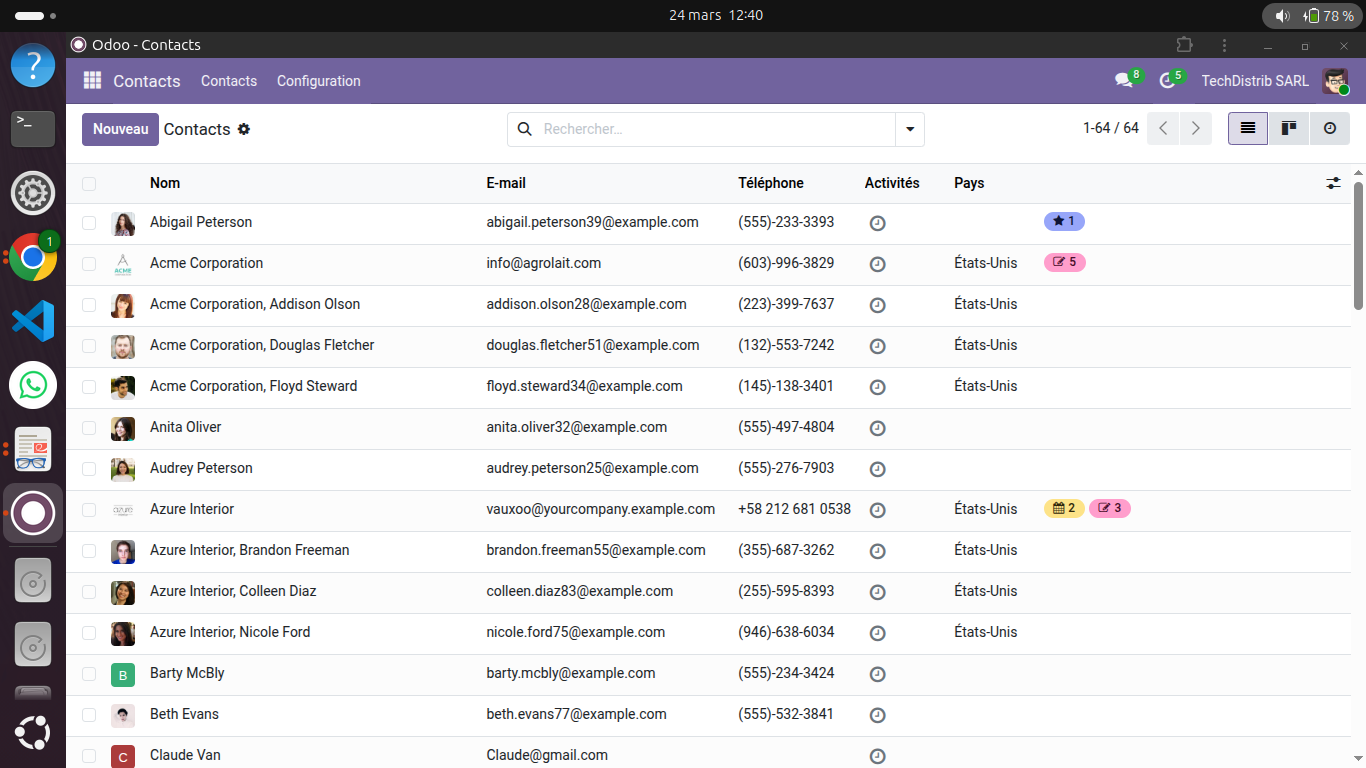 24 mars 12:40
78 %
Odoo - Contacts
Contacts Contacts Configuration 8 5 TechDistrib SARL
Nouveau Contacts Rechercher... 1-64 / 64
Nom E-mail Téléphone Activités Pays
Abigail Peterson abigail.peterson39@example.com (555)-233-3393 1
ACME Acme Corporation info@agrolait.com (603)-996-3829 États-Unis 5
Acme Corporation, Addison Olson addison.olson28@example.com (223)-399-7637 États-Unis
Acme Corporation, Douglas Fletcher douglas.fletcher51@example.com (132)-553-7242 États-Unis
Acme Corporation, Floyd Steward floyd.steward34@example.com (145)-138-3401 États-Unis
Anita Oliver anita.oliver32@example.com (555)-497-4804
Audrey Peterson audrey.peterson25@example.com (555)-276-7903
azure Azure Interior vauxoo@yourcompany.example.com +58 212 681 0538 États-Unis 2 3
Azure Interior, Brandon Freeman brandon.freeman55@example.com (355)-687-3262 États-Unis
Azure Interior, Colleen Diaz colleen.diaz83@example.com (255)-595-8393 États-Unis
Azure Interior, Nicole Ford nicole.ford75@example.com (946)-638-6034 États-Unis
B Barty McBly barty.mcbly@example.com (555)-234-3424
Beth Evans beth.evans77@example.com (555)-532-3841
C Claude Van Claude@gmail.com
?
>_
1